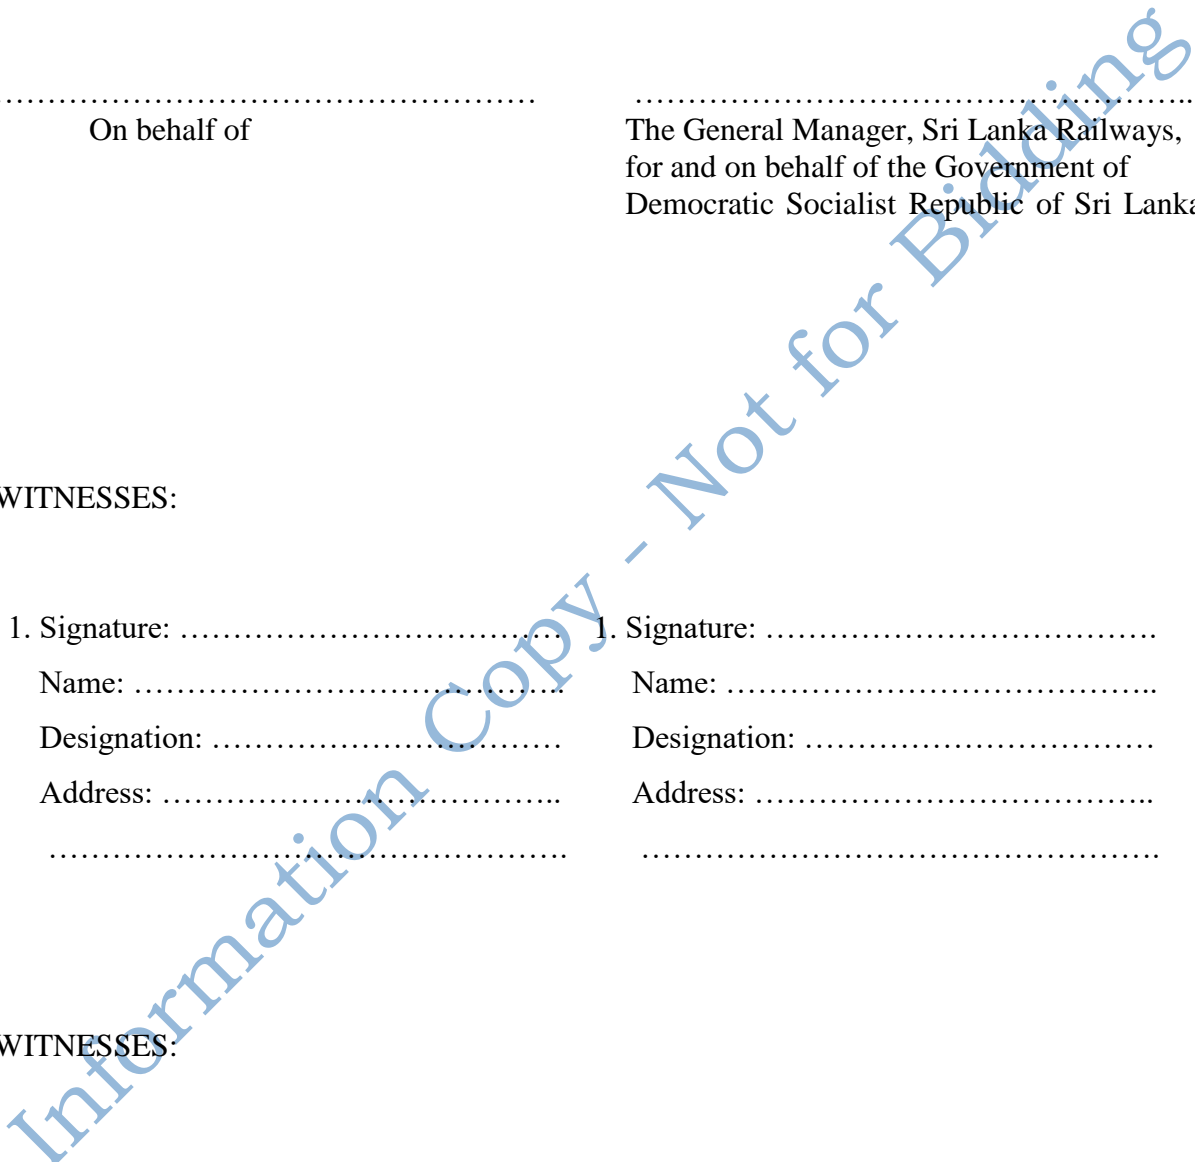 ……………………………………………… ………………………………………………..
On behalf of The General Manager, Sri Lanka Railways,
for and on behalf of the Government of
Democratic Socialist Republic of Sri Lanka
WITNESSES:
1. Signature: ……………………………… 1. Signature: ……………………………….
Name: ………………………………….. Name: …………………………………..
Designation: …………………………… Designation: ……………………………
Address: ……………………………….. Address: ………………………………..
…………………………………………. ………………………………………….
WITNESSES:
Information Copy - Not for Bidding